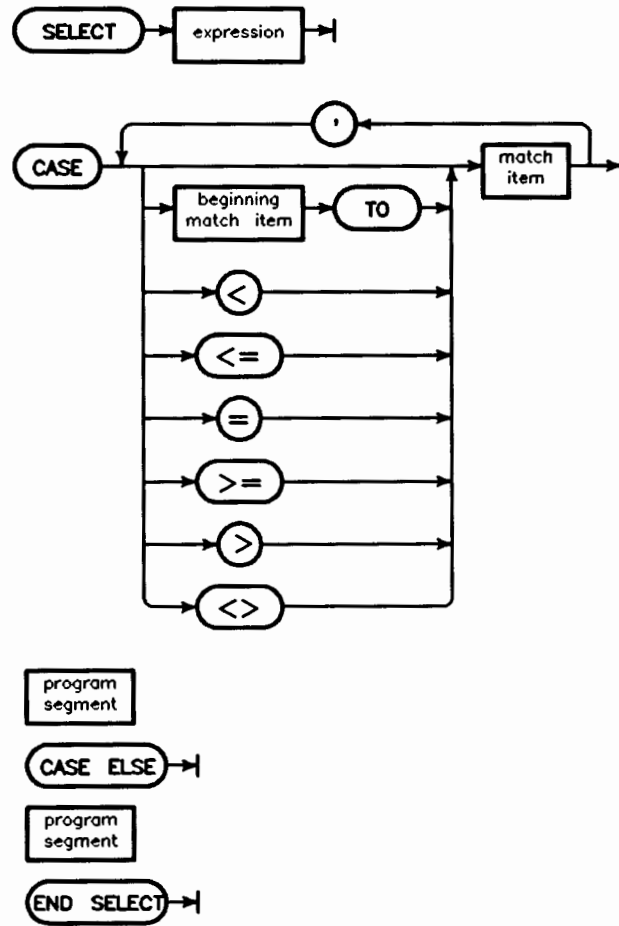 SELECT expression
,
CASE match item
beginning match item TO
<
<=
=
>=
>
<>
program segment
CASE ELSE
program segment
END SELECT